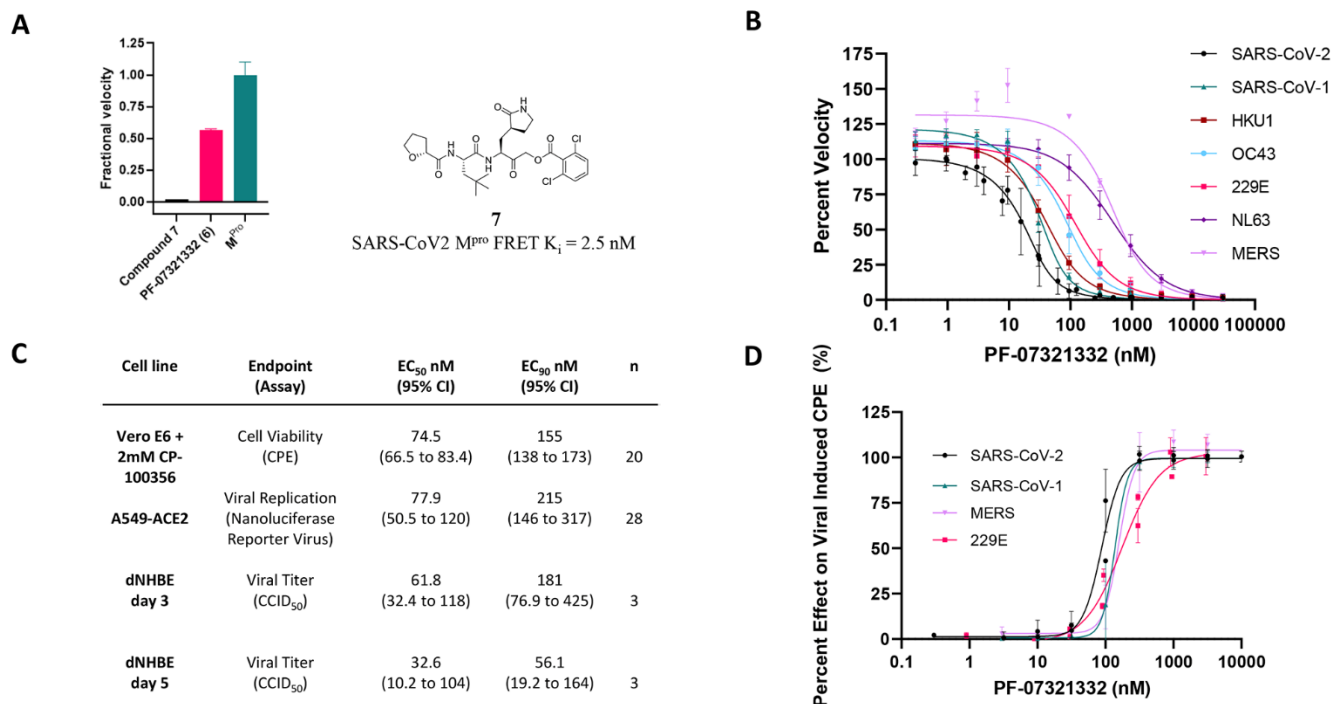 A
Fractional velocity
1.25
1.00
0.75
0.50
0.25
0.00
Compound 7
PF-07321332 (6)
MPro
O
NH
O
H
N
O
N
H
O
O
O
O
Cl
Cl
7
SARS-CoV2 Mpro FRET Ki = 2.5 nM
B
Percent Velocity
175
150
125
100
75
50
25
0
0.1
1
10
100
1000
10000
100000
PF-07321332 (nM)
SARS-CoV-2
SARS-CoV-1
HKU1
OC43
229E
NL63
MERS
C
Cell line Endpoint (Assay) EC50 nM (95% CI) EC90 nM (95% CI) n
Vero E6 + 2mM CP-100356 Cell Viability (CPE) 74.5 (66.5 to 83.4) 155 (138 to 173) 20
A549-ACE2 Viral Replication (Nanoluciferase Reporter Virus) 77.9 (50.5 to 120) 215 (146 to 317) 28
dNHBE day 3 Viral Titer (CCID50) 61.8 (32.4 to 118) 181 (76.9 to 425) 3
dNHBE day 5 Viral Titer (CCID50) 32.6 (10.2 to 104) 56.1 (19.2 to 164) 3
D
Percent Effect on Viral Induced CPE (%)
125
100
75
50
25
0
0.1
1
10
100
1000
10000
PF-07321332 (nM)
SARS-CoV-2
SARS-CoV-1
MERS
229E